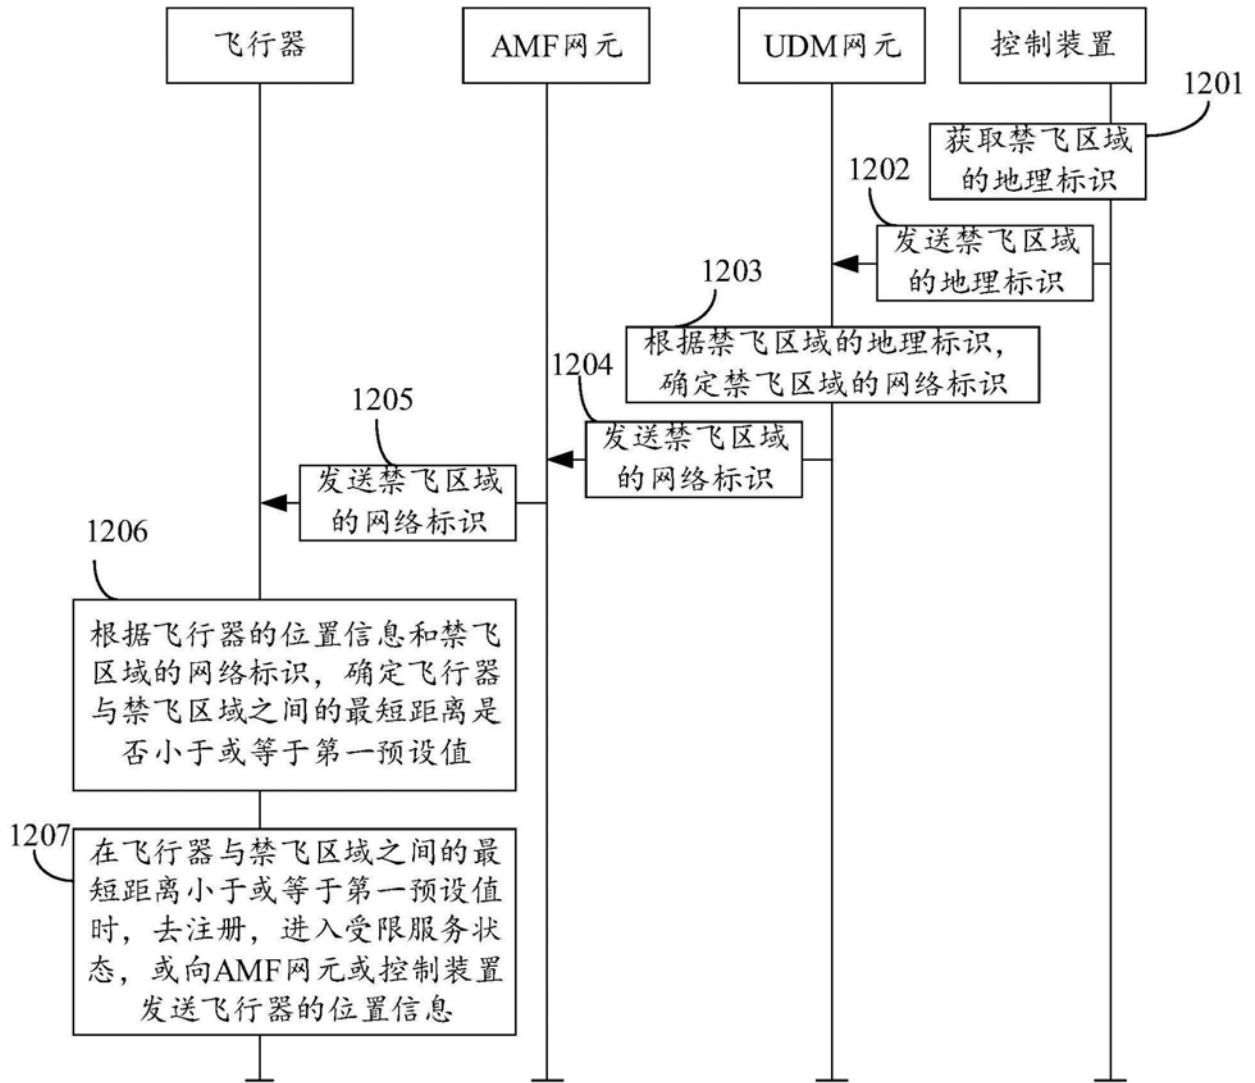 飞行器
AMF网元
UDM网元
控制装置
1201
获取禁飞区域
的地理标识
1202
发送禁飞区域
的地理标识
1203
根据禁飞区域的地理标识，
确定禁飞区域的网络标识
1204
发送禁飞区域
的网络标识
1205
发送禁飞区域
的网络标识
1206
根据飞行器的位置信息和禁飞
区域的网络标识，确定飞行器
与禁飞区域之间的最短距离是
否小于或等于第一预设值
1207
在飞行器与禁飞区域之间的最
短距离小于或等于第一预设值
时，去注册，进入受限服务状
态，或向AMF网元或控制装置
发送飞行器的位置信息